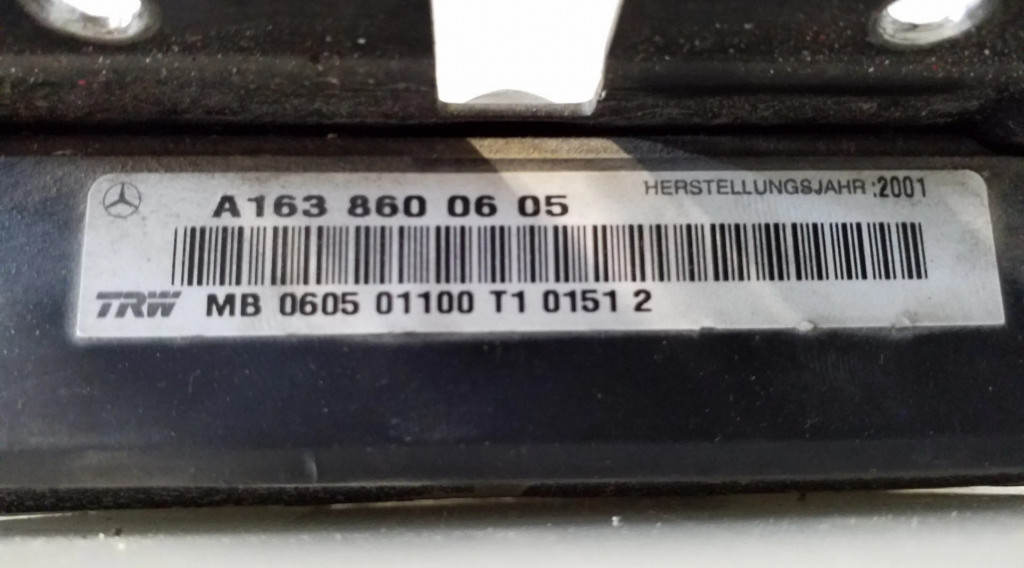 A163 860 06 05
HERSTELLUNGSJAHR :2001
TRW MB 0605 01100 T1 0151 2